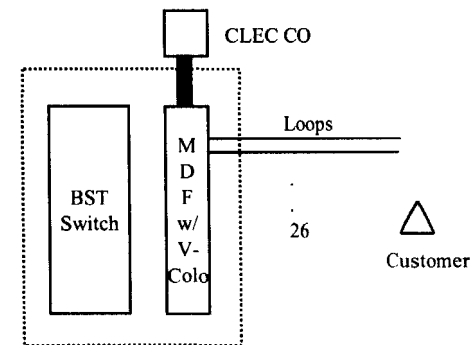 CLEC CO
Loops
M
D
F
w/
V-
Colo
BST
Switch
.
.
26
Customer